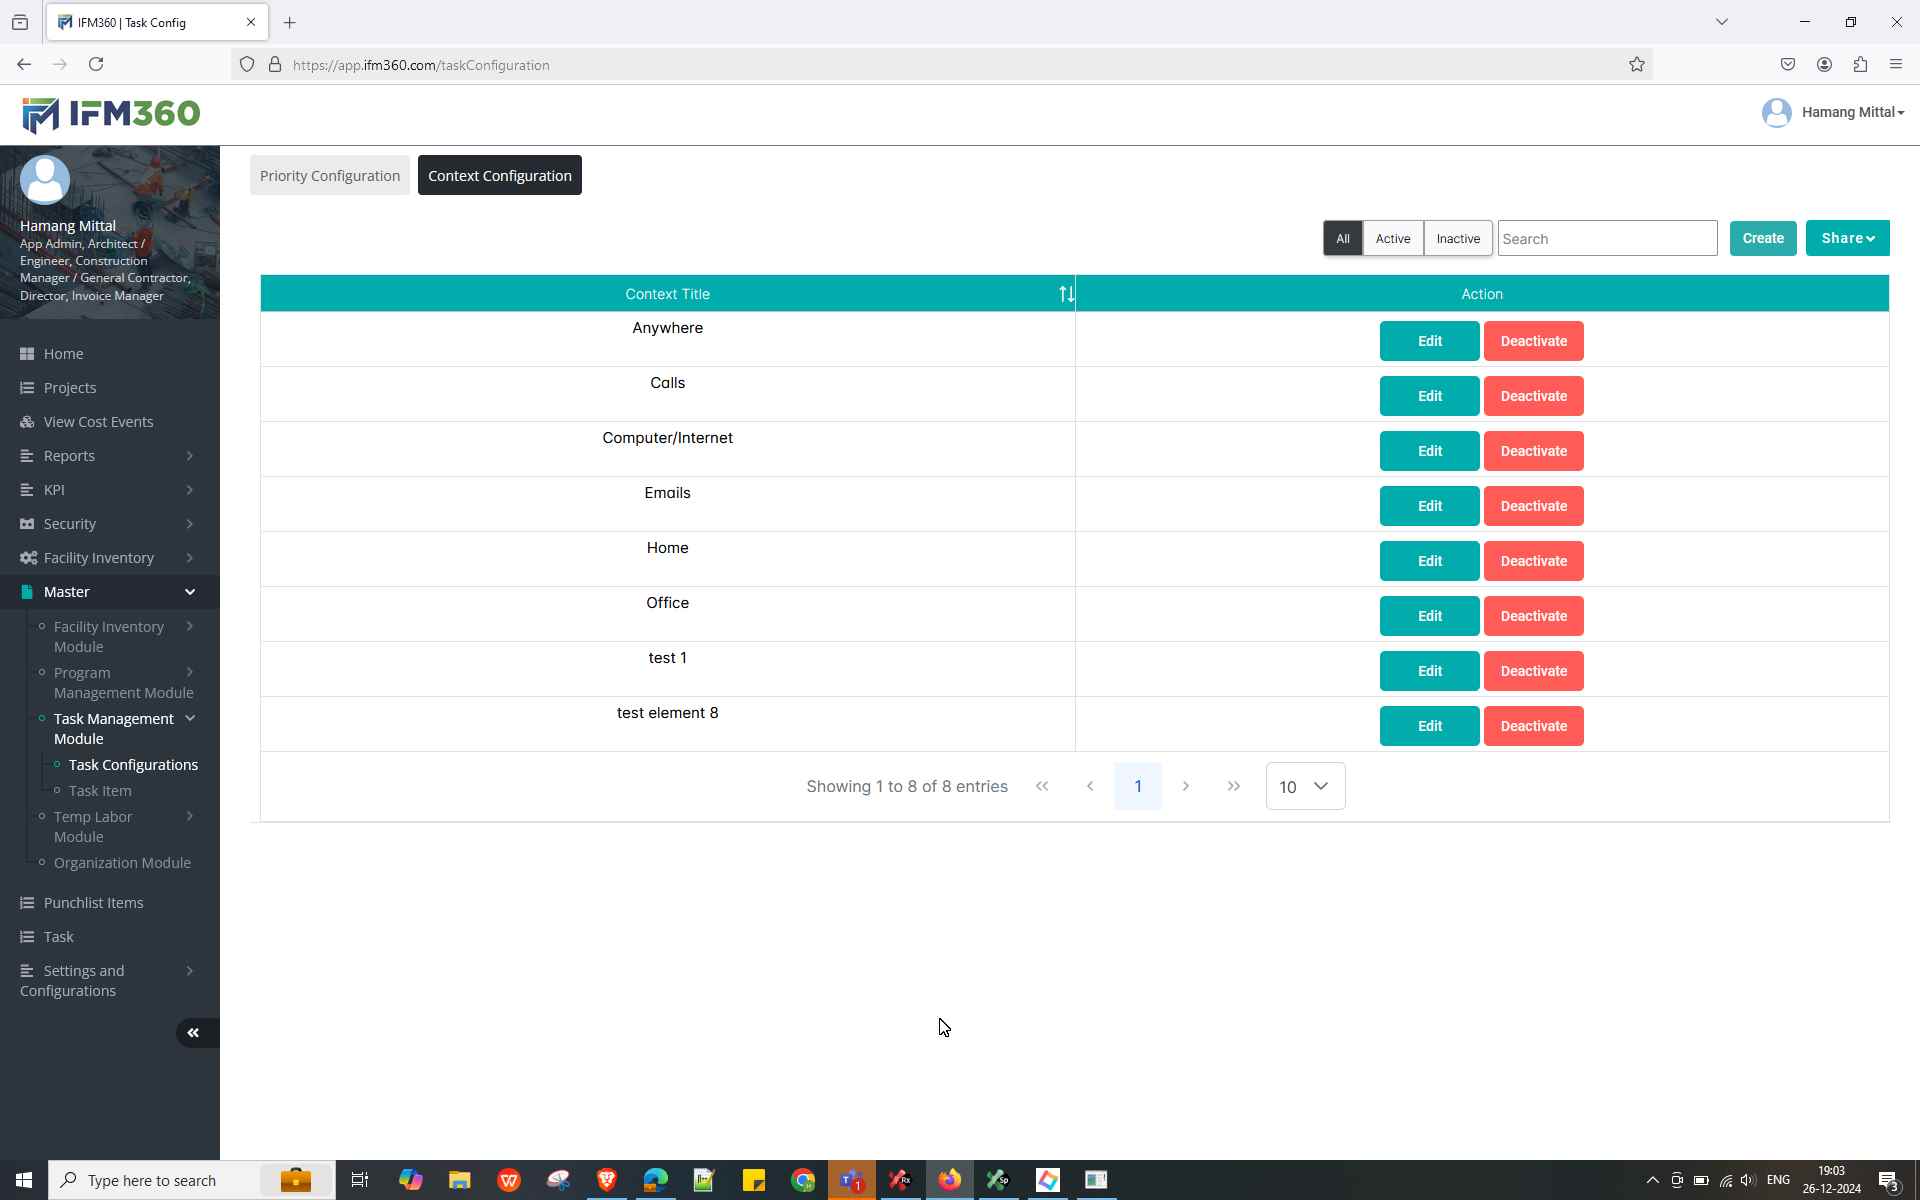 IFM360 | Task Config
https://app.ifm360.com/taskConfiguration
IFM360
Hamang Mittal
Hamang Mittal
App Admin, Architect /
Engineer, Construction
Manager / General Contractor,
Director, Invoice Manager
Home
Projects
View Cost Events
Reports
KPI
Security
Facility Inventory
Master
Facility Inventory
Module
Program
Management Module
Task Management
Module
Task Configurations
Task Item
Temp Labor
Module
Organization Module
Punchlist Items
Task
Settings and
Configurations
Priority Configuration
Context Configuration
All
Active
Inactive
Search
Create
Share
Context Title
Action
Anywhere
Edit
Deactivate
Calls
Edit
Deactivate
Computer/Internet
Edit
Deactivate
Emails
Edit
Deactivate
Home
Edit
Deactivate
Office
Edit
Deactivate
test 1
Edit
Deactivate
test element 8
Edit
Deactivate
Showing 1 to 8 of 8 entries
1
10
Type here to search
1
Rx
Sp
ENG
19:03
26-12-2024
3